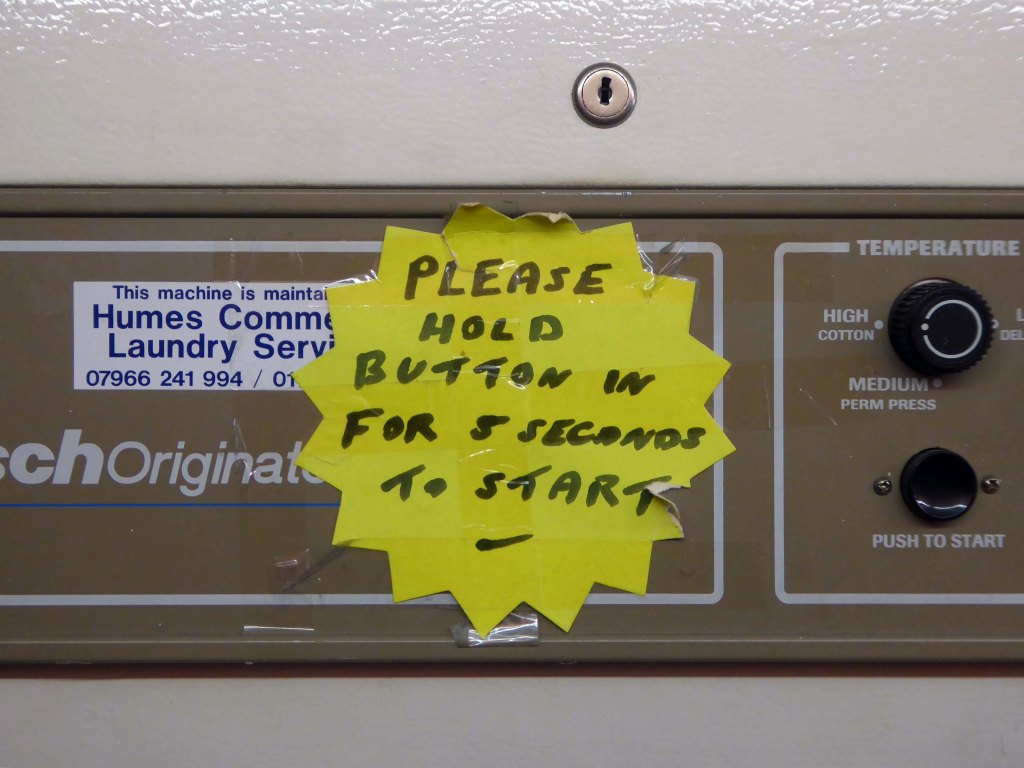 This machine is maintai
Humes Comme
Laundry Servi
07966 241 994 / 01
schOriginat
PLEASE
HOLD
BUTTON IN
FOR 5 SECONDS
TO START
TEMPERATURE
HIGH
COTTON
L
DEL
MEDIUM
PERM PRESS
PUSH TO START